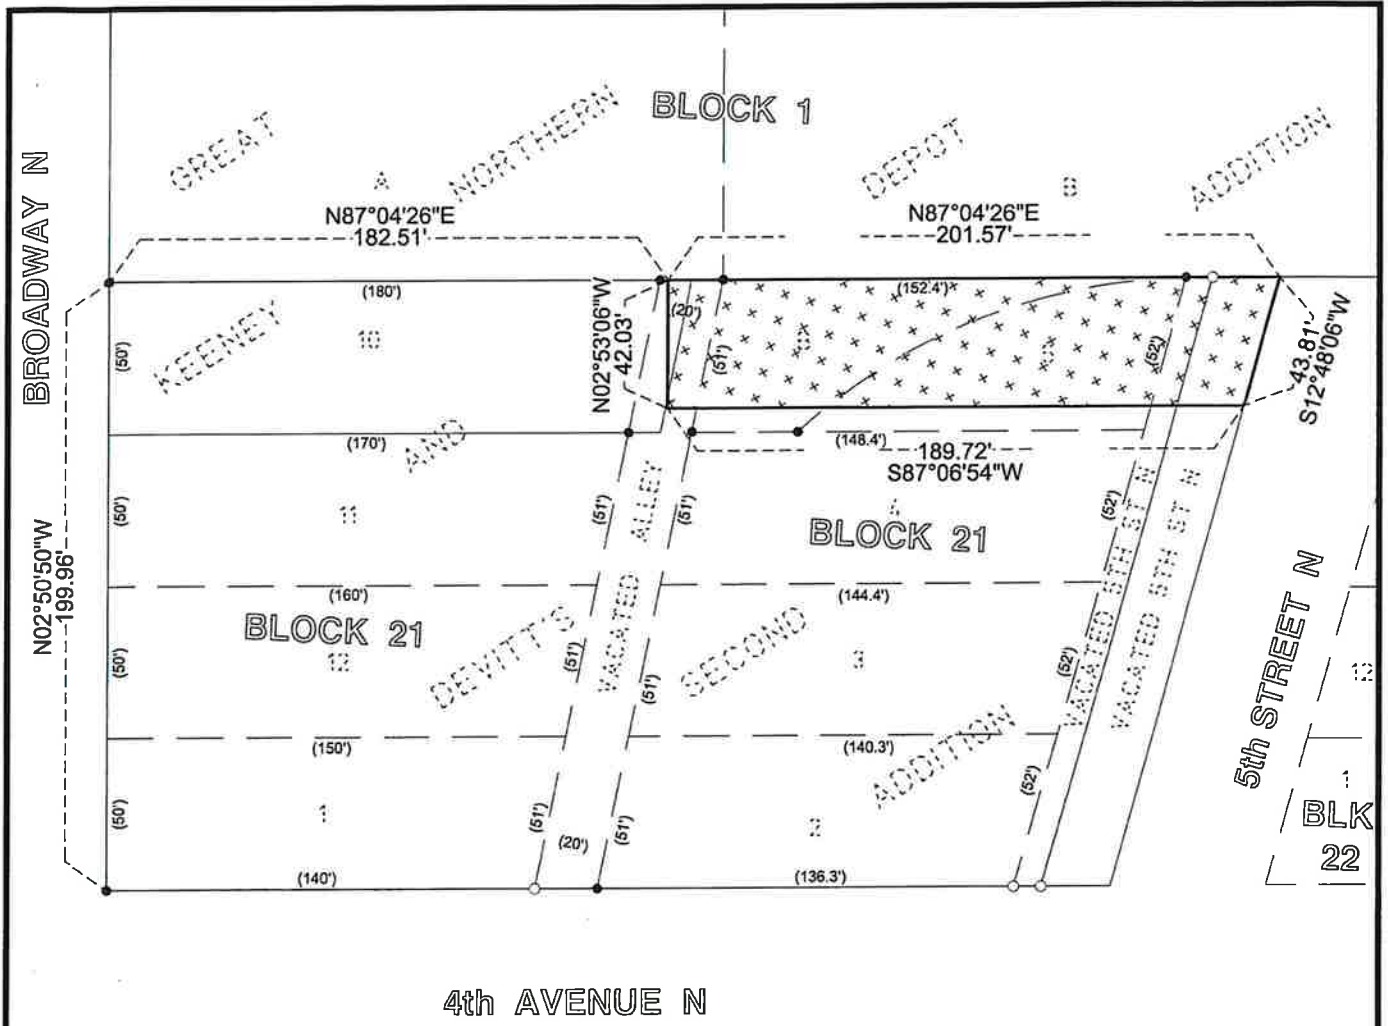 BLOCK 1
GREAT NORTHERN DEPOT ADDITION
A
B
N87°04'26"E
182.51'
N87°04'26"E
201.57'
BROADWAY N
(180')
(152.4')
(20')
KEENEY
10
(50')
N02°53'06"W
42.03'
(51')
(52')
43.81'
S12°48'06"W
(170')
AND
(148.4')
189.72'
S87°06'54"W
(50')
11
(51')
(51')
VACATED ALLEY
4
BLOCK 21
(52')
VACATED 5TH ST N
VACATED 5TH ST N
N02°50'50"W
199.96'
(160')
(144.4')
BLOCK 21
12
DEVITT'S
SECOND
3
(50')
(51')
(51')
(52')
5th STREET N
12
(150')
(140.3')
ADDITION
(50')
1
(51')
(20')
(51')
2
(52')
1
BLK
22
(140')
(136.3')
4th AVENUE N